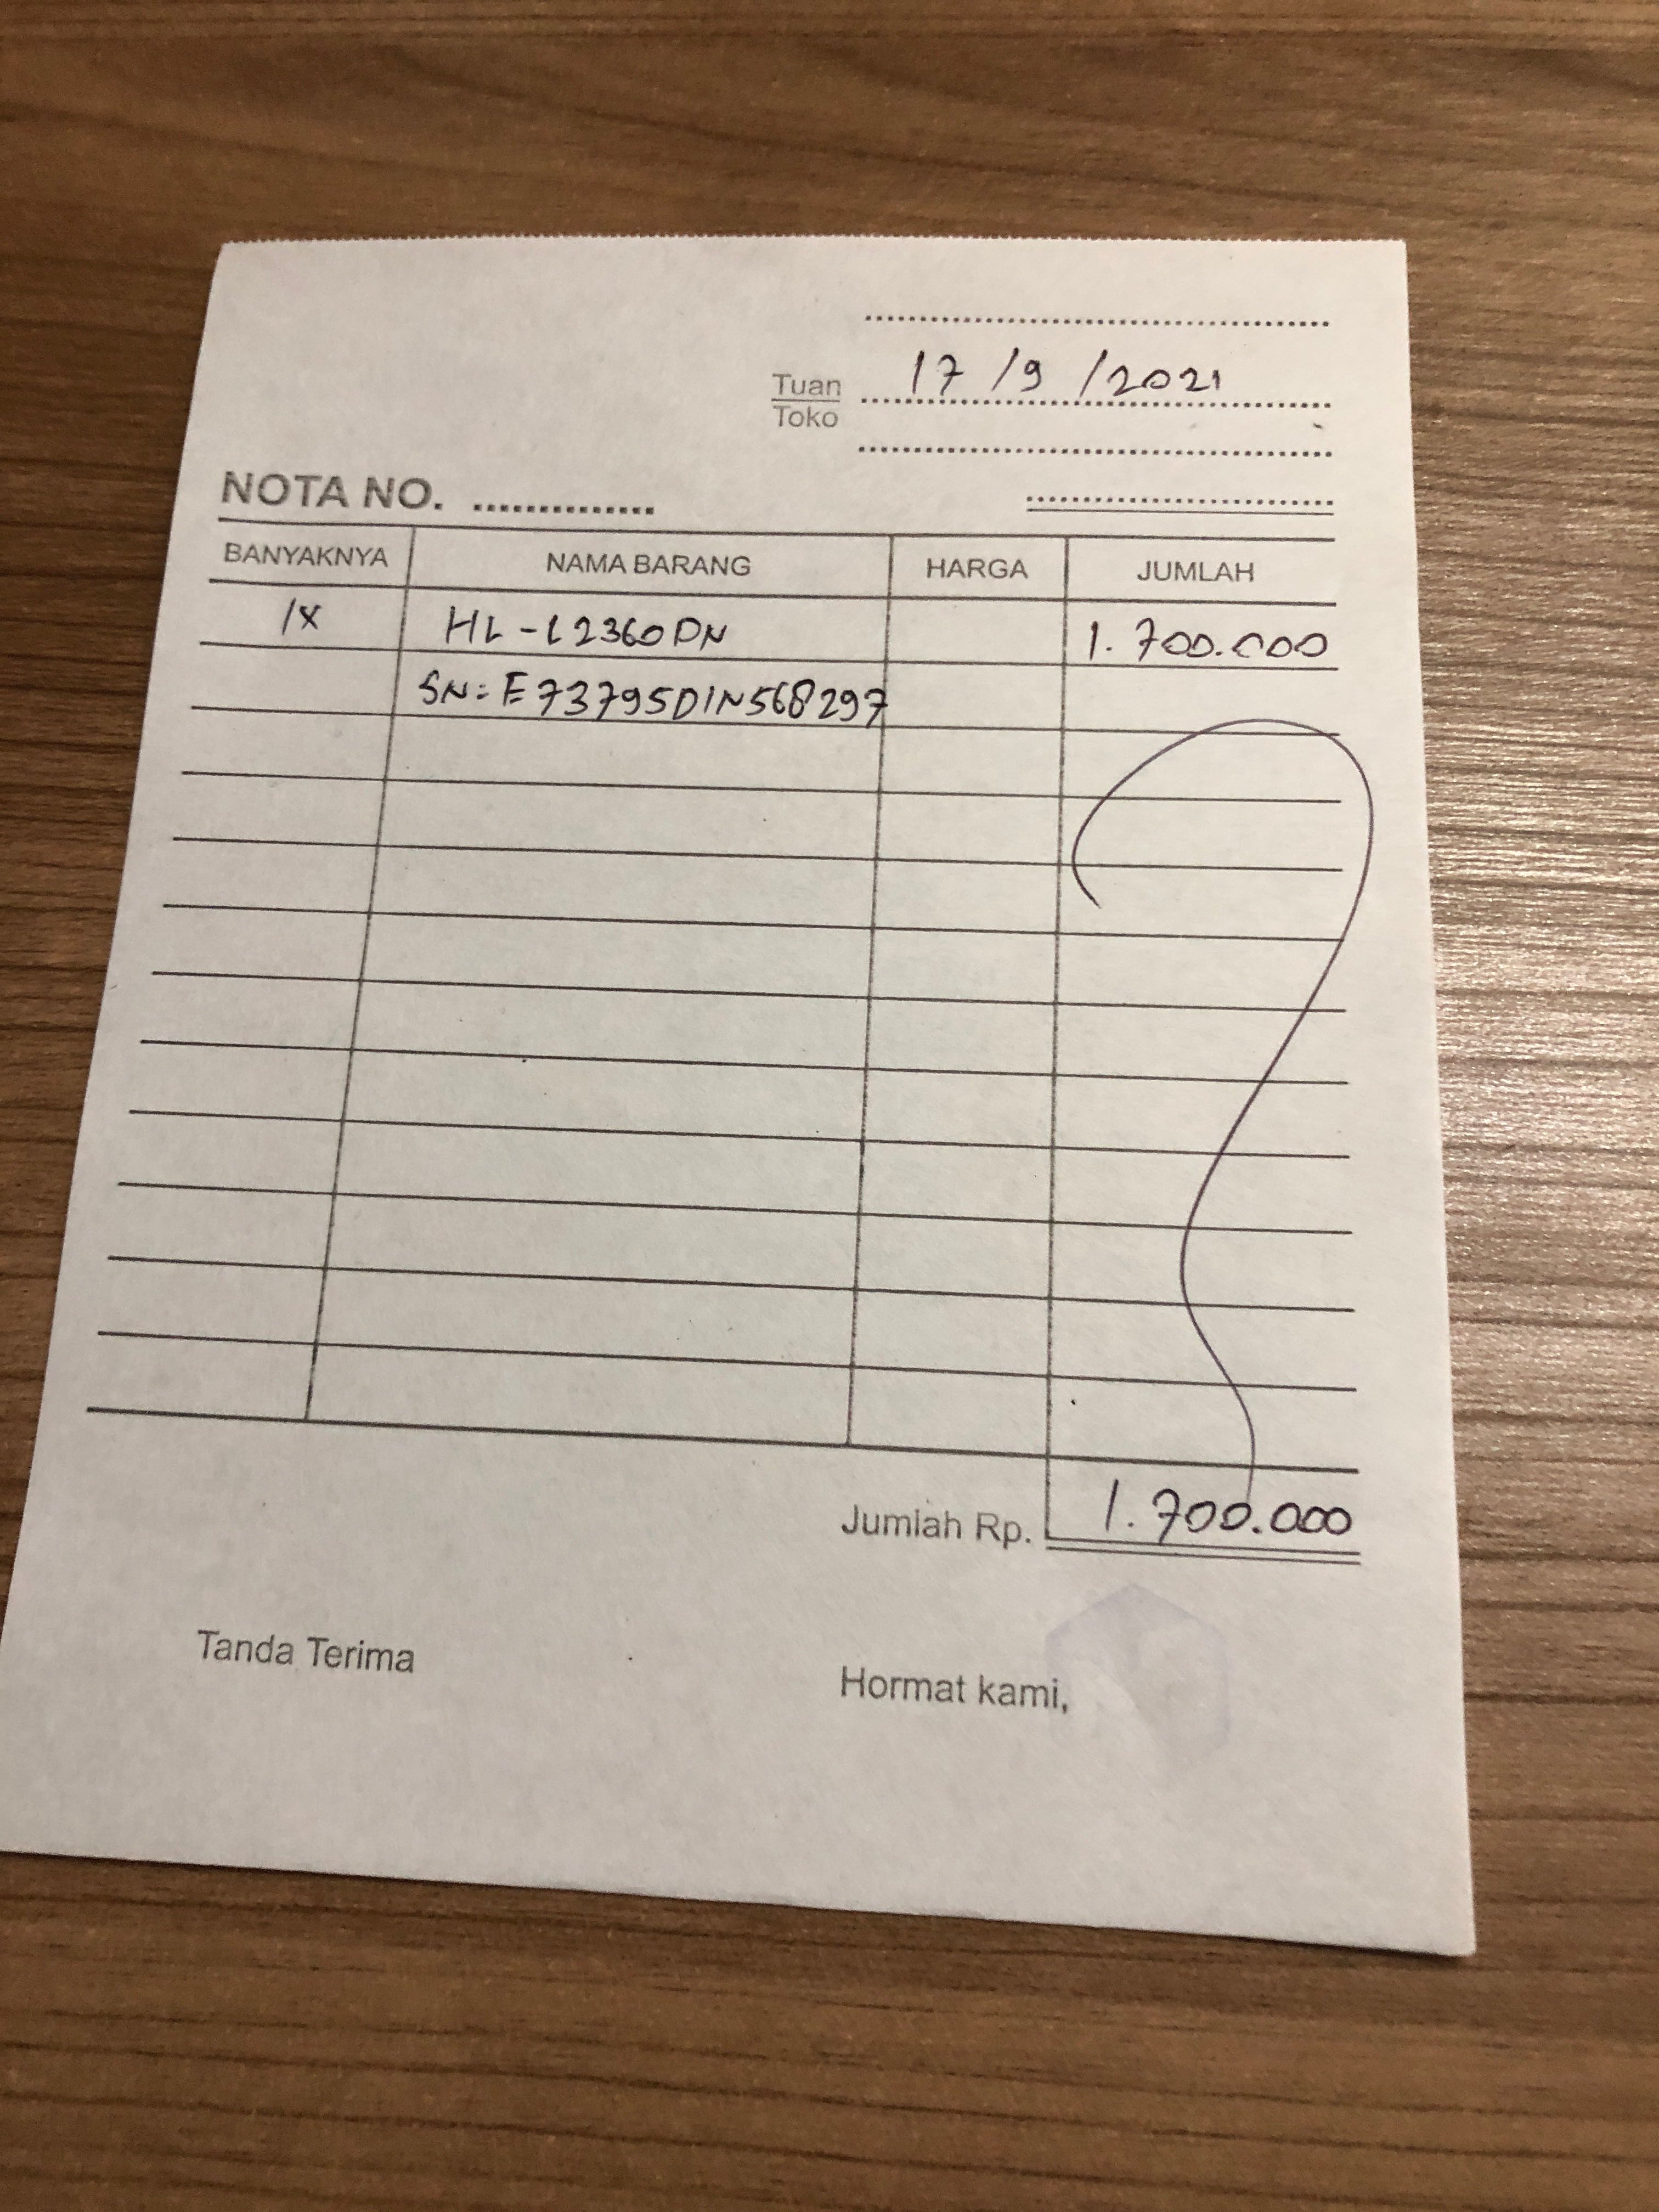 17/9/2021
Tuan
Toko
NOTA NO.
BANYAKNYA NAMA BARANG HARGA JUMLAH
1X HL-L2360DN 1.700.000
SN: E73795D1N568297
Jumlah Rp. 1.700.000
Tanda Terima
Hormat kami,